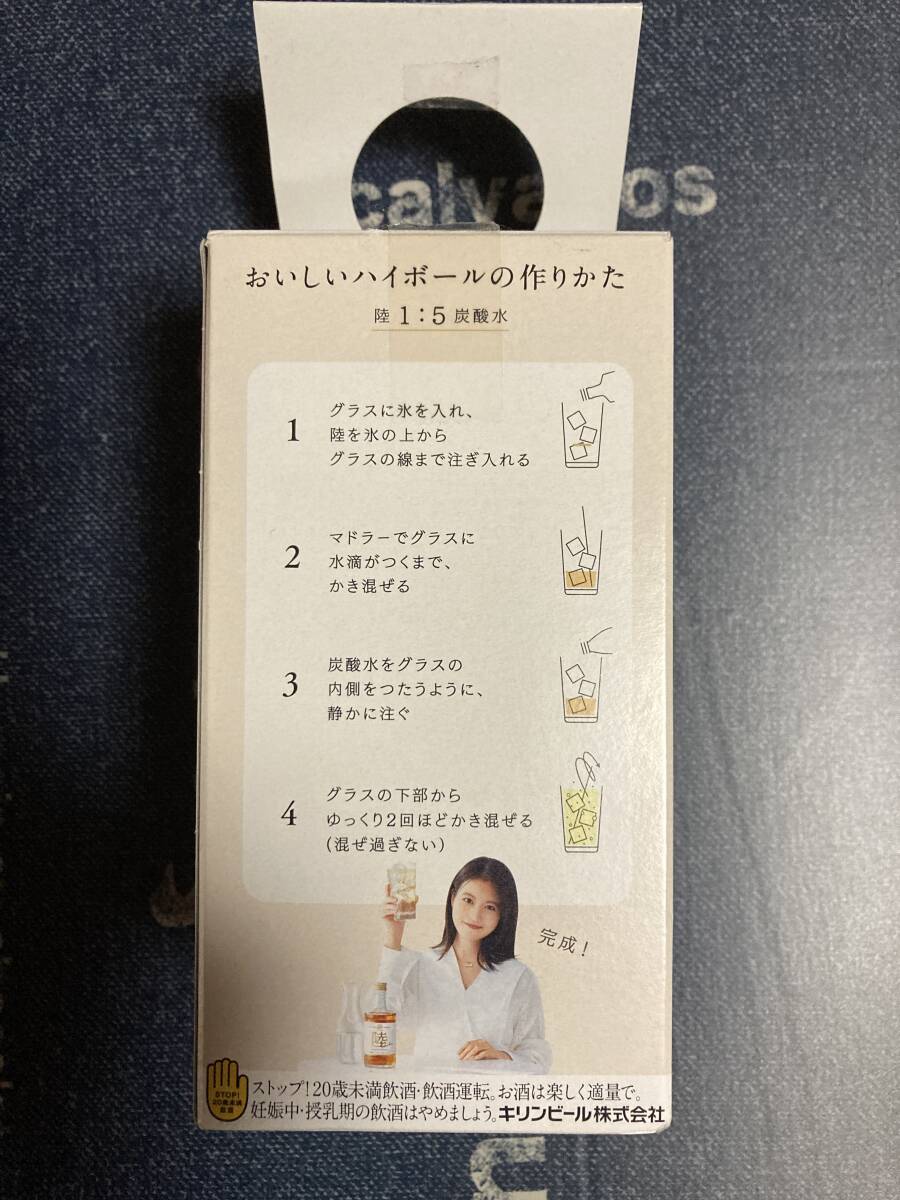 calvados
おいしいハイボールの作りかた
陸 1:5 炭酸水
1
グラスに氷を入れ、
陸を氷の上から
グラスの線まで注ぎ入れる
2
マドラーでグラスに
水滴がつくまで、
かき混ぜる
3
炭酸水をグラスの
内側をつたうように、
静かに注ぐ
4
グラスの下部から
ゆっくり2回ほどかき混ぜる
(混ぜ過ぎない)
完成!
陸
STOP!
20歳未満
飲酒
ストップ!20歳未満飲酒・飲酒運転。お酒は楽しく適量で。
妊娠中・授乳期の飲酒はやめましょう。キリンビール株式会社